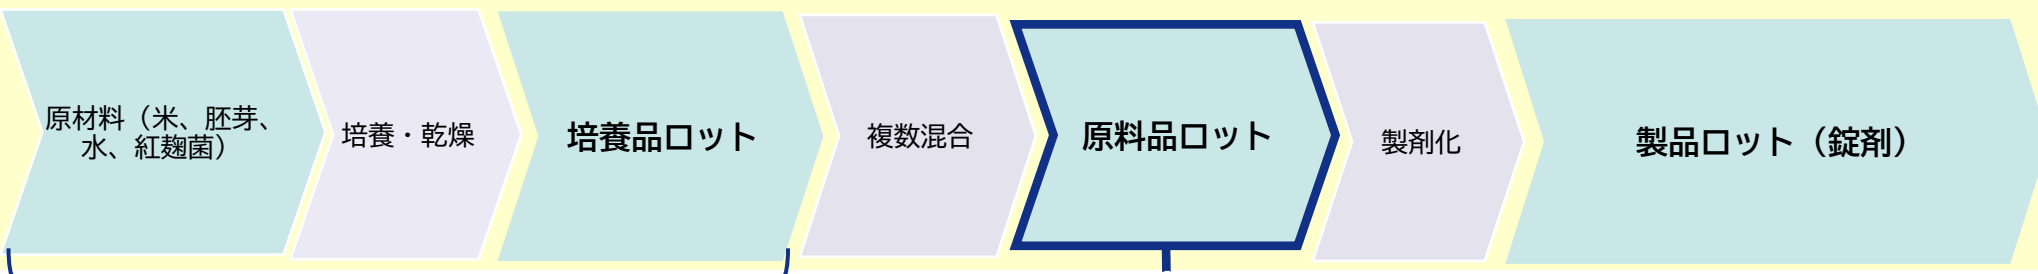 原材料（米、胚芽、
水、紅麹菌）
培養・乾燥
培養品ロット
複数混合
原料品ロット
製剤化
製品ロット（錠剤）